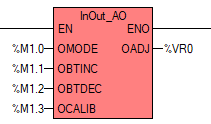 InOut_AO
EN ENO
%M1.0 OMODE OADJ %VR0
%M1.1 OBTINC
%M1.2 OBTDEC
%M1.3 OCALIB